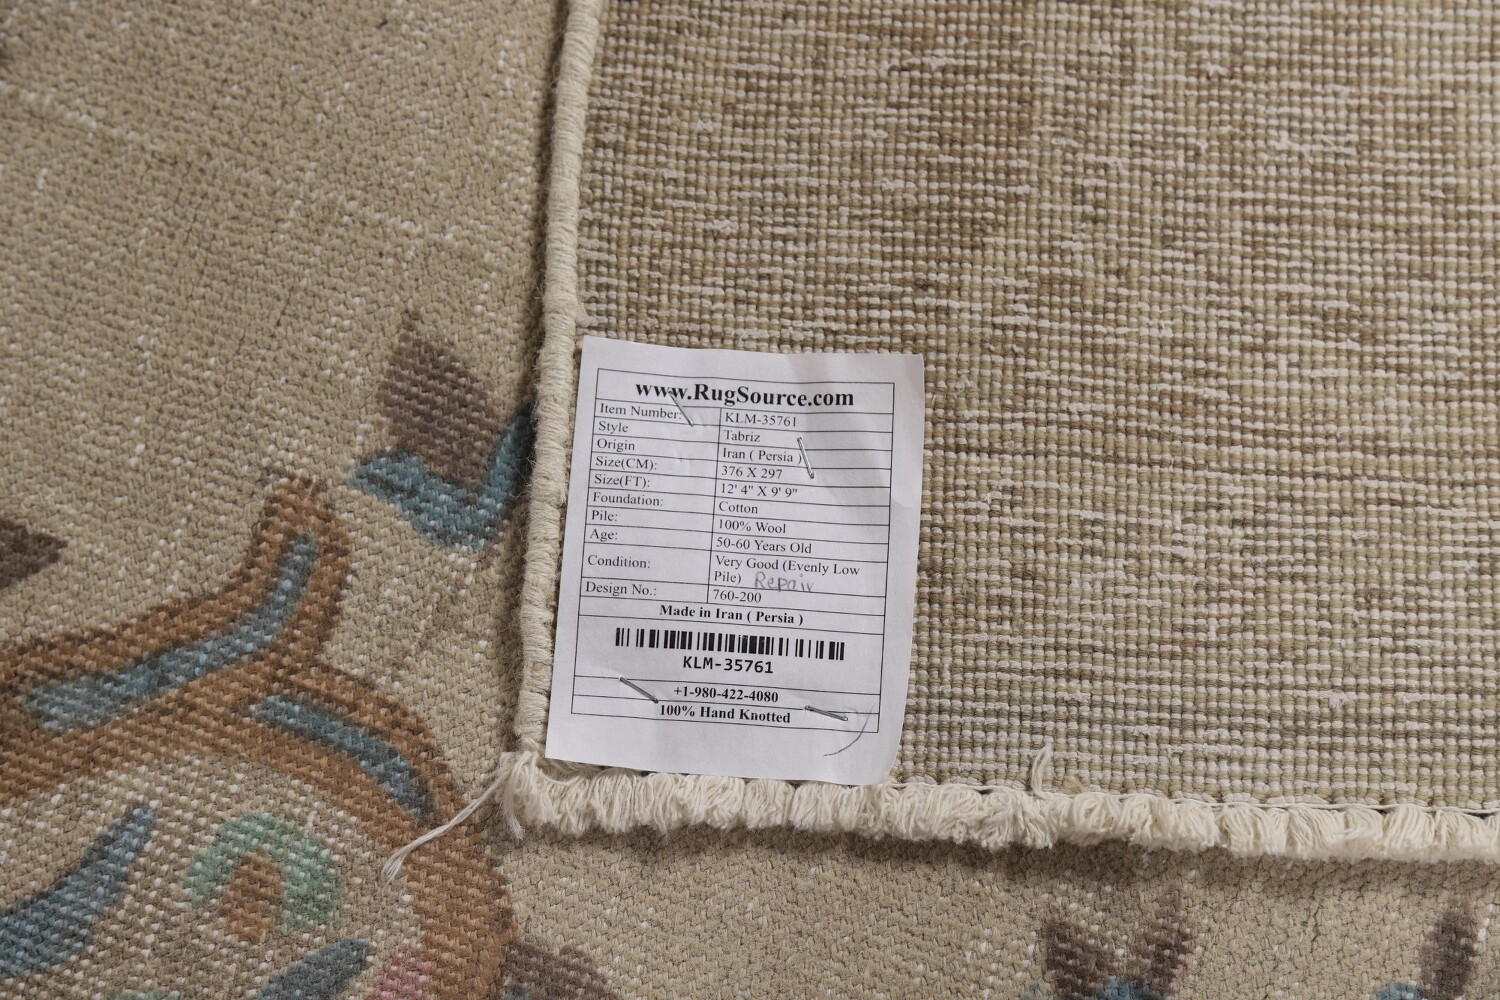 www.RugSource.com
Item Number: KLM-35761
Style Tabriz
Origin Iran ( Persia )
Size(CM): 376 X 297
Size(FT): 12' 4" X 9' 9"
Foundation: Cotton
Pile: 100% Wool
Age: 50-60 Years Old
Condition: Very Good (Evenly Low
Pile) Repair
Design No.: 760-200
Made in Iran ( Persia )
KLM-35761
+1-980-422-4080
100% Hand Knotted